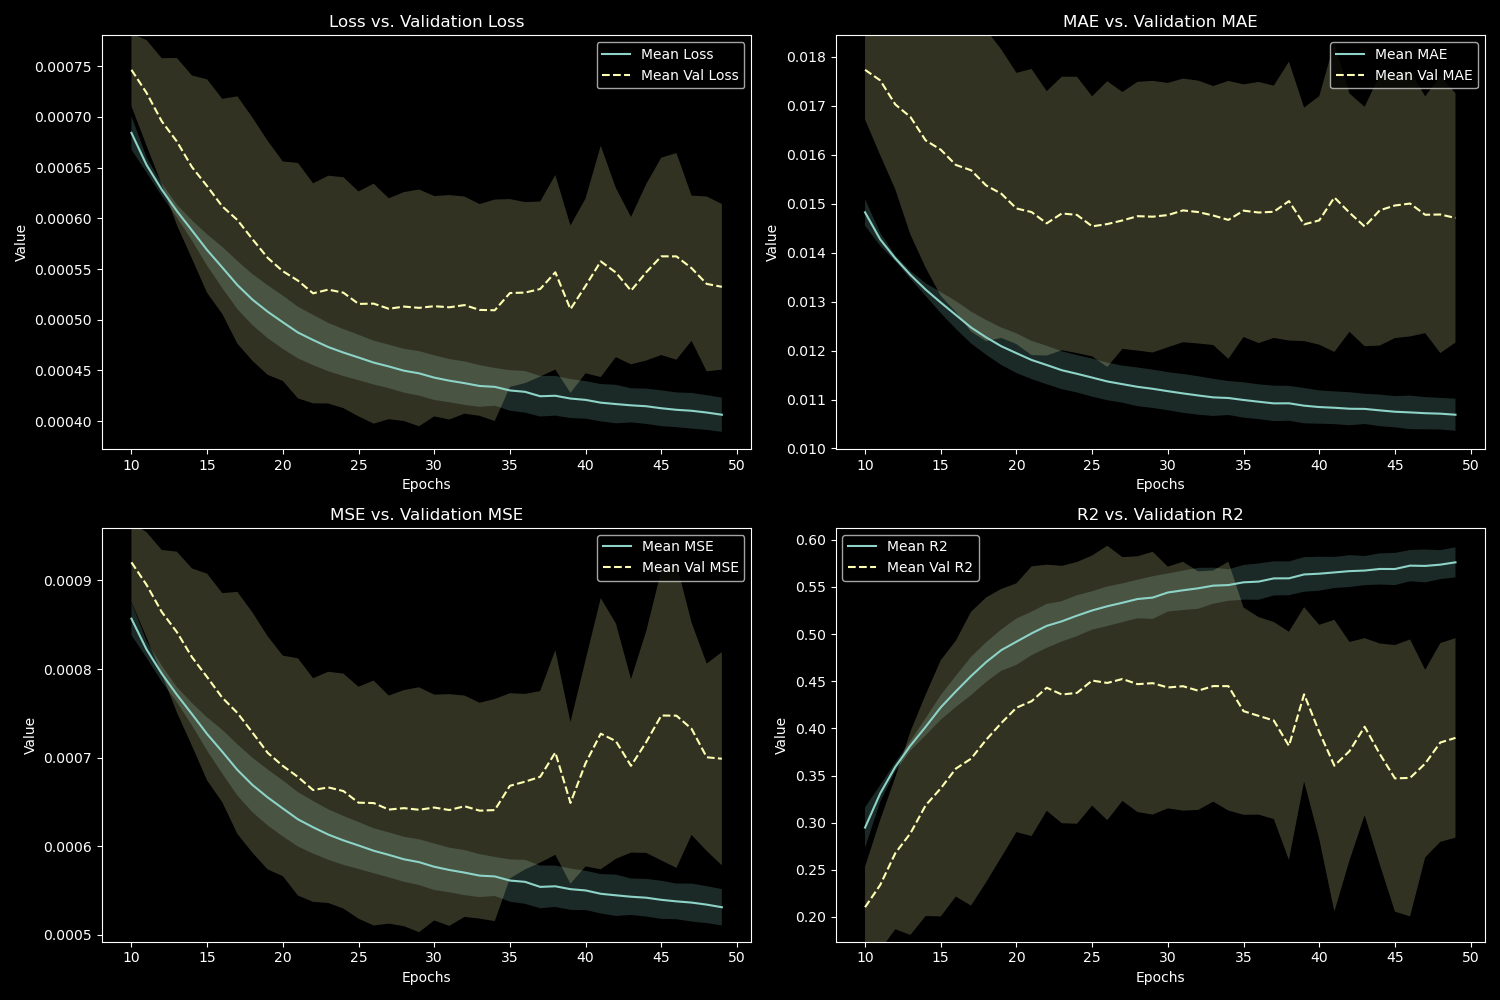 Loss vs. Validation Loss
Value
0.00075
0.00070
0.00065
0.00060
0.00055
0.00050
0.00045
0.00040
Mean Loss
Mean Val Loss
10 15 20 25 30 35 40 45 50
Epochs
MAE vs. Validation MAE
Value
0.018
0.017
0.016
0.015
0.014
0.013
0.012
0.011
0.010
Mean MAE
Mean Val MAE
10 15 20 25 30 35 40 45 50
Epochs
MSE vs. Validation MSE
Value
0.0009
0.0008
0.0007
0.0006
0.0005
Mean MSE
Mean Val MSE
10 15 20 25 30 35 40 45 50
Epochs
R2 vs. Validation R2
Value
0.60
0.55
0.50
0.45
0.40
0.35
0.30
0.25
0.20
Mean R2
Mean Val R2
10 15 20 25 30 35 40 45 50
Epochs